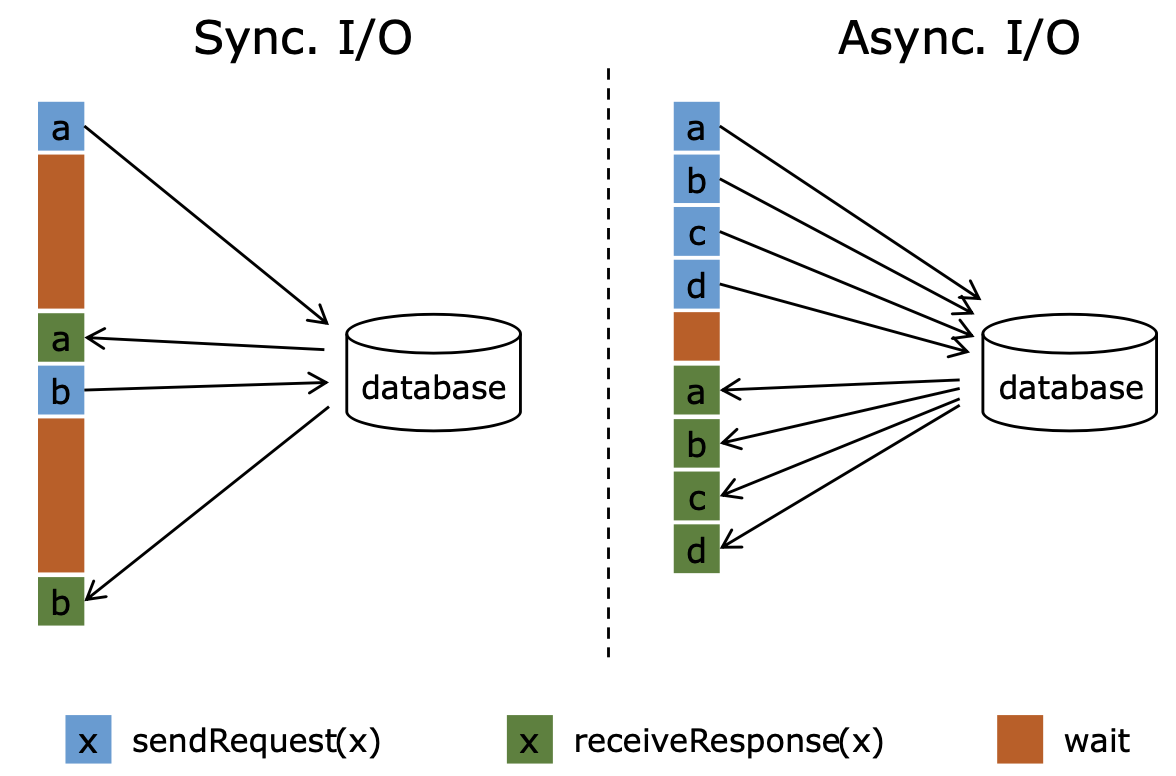 Sync. I/O
a
a
b
b
database
Async. I/O
a
b
c
d
a
b
c
d
database
x sendRequest(x)
x receiveResponse(x)
wait